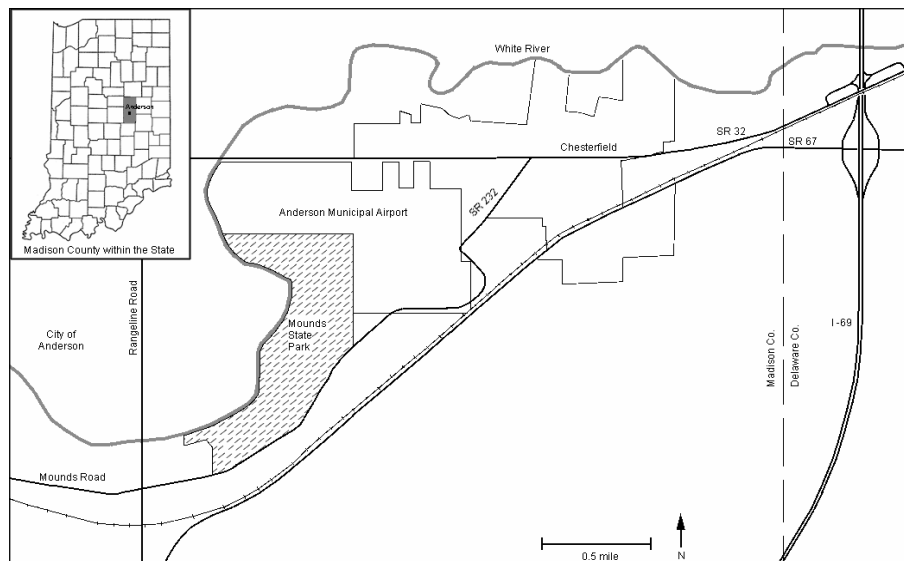 White River
Anderson
SR 32
SR 67
Chesterfield
SR 232
Anderson Municipal Airport
Madison County within the State
Rangeline Road
Mounds
State
Park
City of
Anderson
I-69
Madison Co.
Delaware Co.
Mounds Road
0.5 mile
N